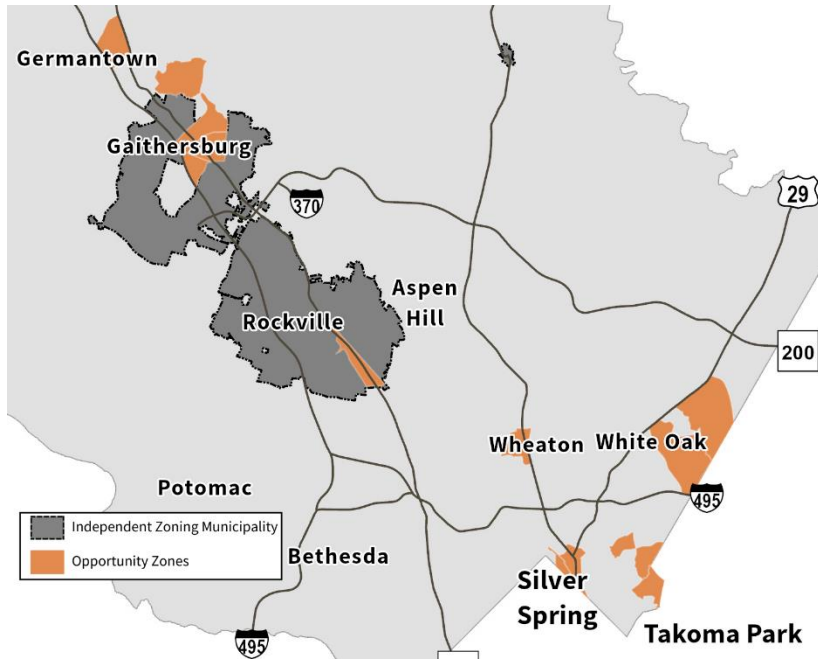 Germantown
Gaithersburg
370
29
Aspen
Hill
Rockville
200
Wheaton
White Oak
Potomac
495
Independent Zoning Municipality
Opportunity Zones
Bethesda
Silver
Spring
Takoma Park
495